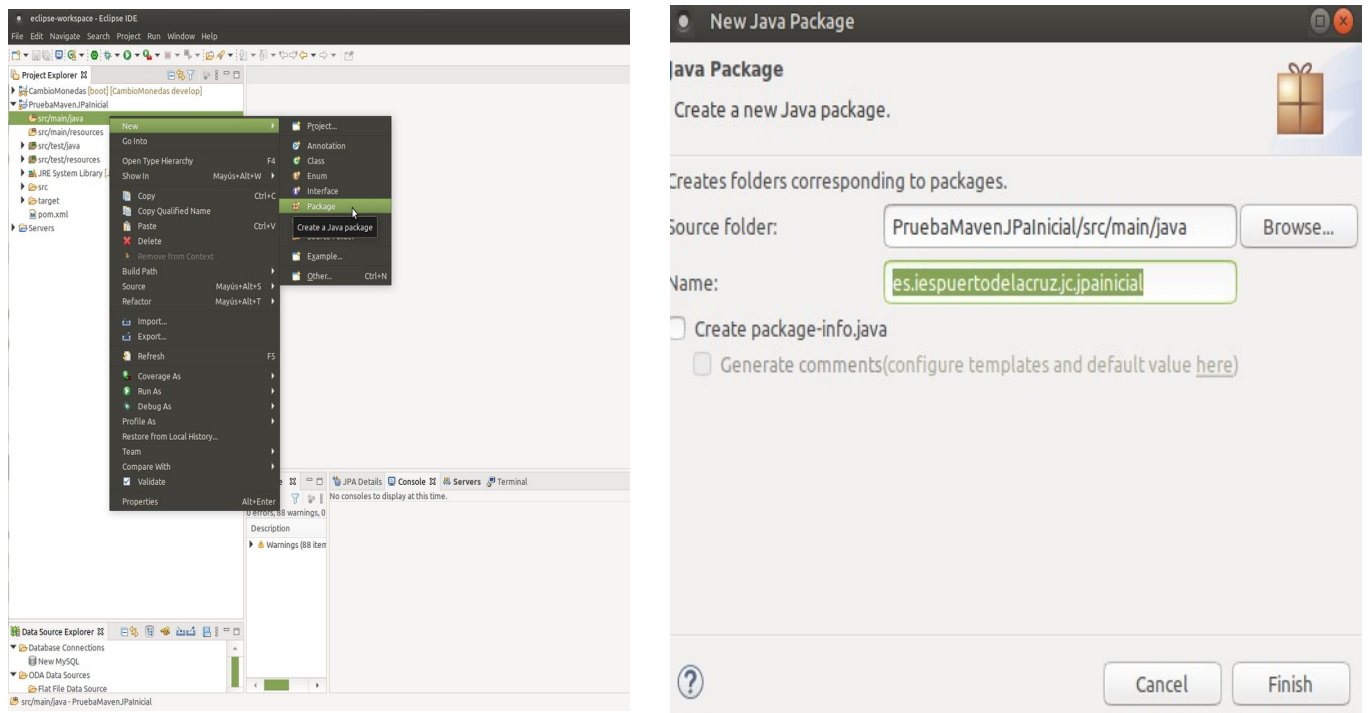 eclipse-workspace - Eclipse IDE
File Edit Navigate Search Project Run Window Help
Project Explorer
CambioMonedas [boot] [CambioMonedas develop]
PruebaMavenJPaInicial
src/main/java
src/main/resources
src/test/java
src/test/resources
JRE System Library [
src
target
pom.xml
Servers
New
Go Into
Open Type Hierarchy F4
Show In Mayús+Alt+W
Copy Ctrl+C
Copy Qualified Name
Paste Ctrl+V
Delete
Remove from Context
Build Path
Source Mayús+Alt+S
Refactor Mayús+Alt+T
Import...
Export...
Refresh F5
Coverage As
Run As
Debug As
Profile As
Restore from Local History...
Team
Compare With
Validate
Properties Alt+Enter
Project...
Annotation
Class
Enum
Interface
Package
Create a Java package
Source Folder
Example...
Other... Ctrl+N
JPA Details Console Servers Terminal
No consoles to display at this time.
0 errors, 88 warnings, 0
Description
Warnings (88 item
Data Source Explorer
Database Connections
New MySQL
ODA Data Sources
Flat File Data Source
src/main/java - PruebaMavenJPaInicial
New Java Package
Java Package
Create a new Java package.
Creates folders corresponding to packages.
Source folder: PruebaMavenJPaInicial/src/main/java Browse...
Name: es.iespuertodelacruz.jc.jpainicial
Create package-info.java
Generate comments(configure templates and default value here)
Cancel Finish